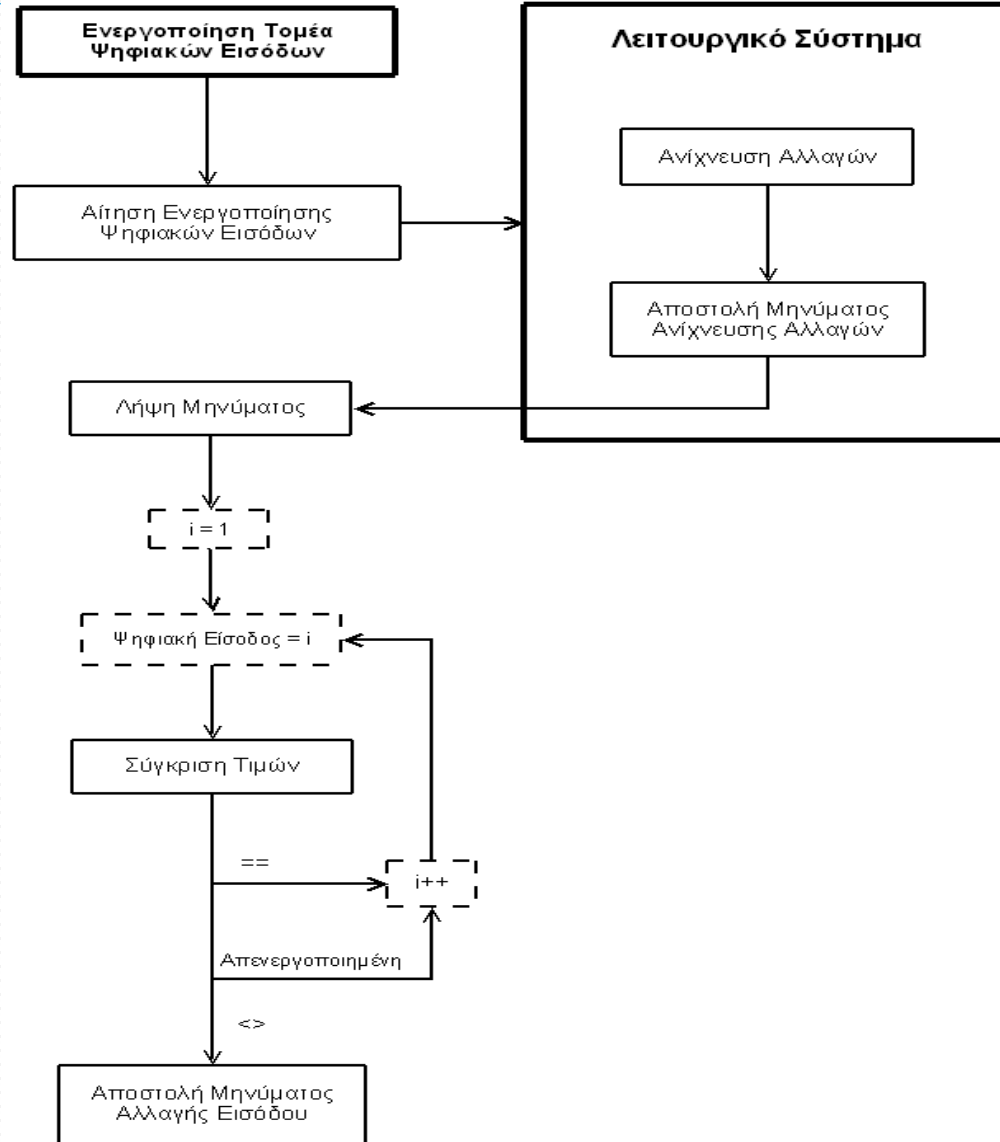 Ενεργοποίηση Τομέα
Ψηφιακών Εισόδων
Λειτουργικό Σύστημα
Ανίχνευση Αλλαγών
Αίτηση Ενεργοποίησης
Ψηφιακών Εισόδων
Αποστολή Μηνύματος
Ανίχνευσης Αλλαγών
Λήψη Μηνύματος
i = 1
Ψηφιακή Είσοδος = i
Σύγκριση Τιμών
==
i++
Απενεργοποιημένη
<>
Αποστολή Μηνύματος
Αλλαγής Εισόδου